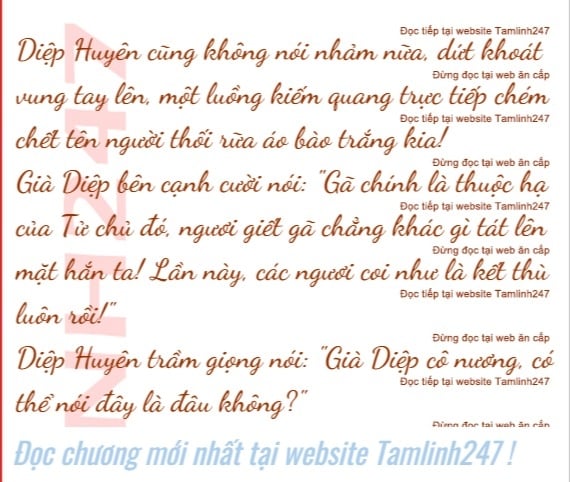 Đọc tiếp tại website Tamlinh247
Diệp Huyên cũng không nói nhảm nữa, dứt khoát
Đừng đọc tại web ăn cắp
vung tay lên, một luồng kiếm quang trực tiếp chém
Đọc tiếp tại website Tamlinh247
chết tên người thối rữa áo bào trắng kia!
Đừng đọc tại web ăn cắp
Già Diệp bên cạnh cười nói: "Gã chính là thuộc hạ
Đọc tiếp tại website Tamlinh247
của Từ chủ đó, ngươi giết gã chẳng khác gì tát lên
Đừng đọc tại web ăn cắp
mặt hắn ta! Lần này, các ngươi coi như là kết thù
Đọc tiếp tại website Tamlinh247
luôn rồi!"
Đừng đọc tại web ăn cắp
Diệp Huyên trầm giọng nói: "Già Diệp cô nương, có
Đọc tiếp tại website Tamlinh247
thể nói đây là đâu không?"
Đừng đọc tại web ăn cắp
NH247
Đọc chương mới nhất tại website Tamlinh247 !